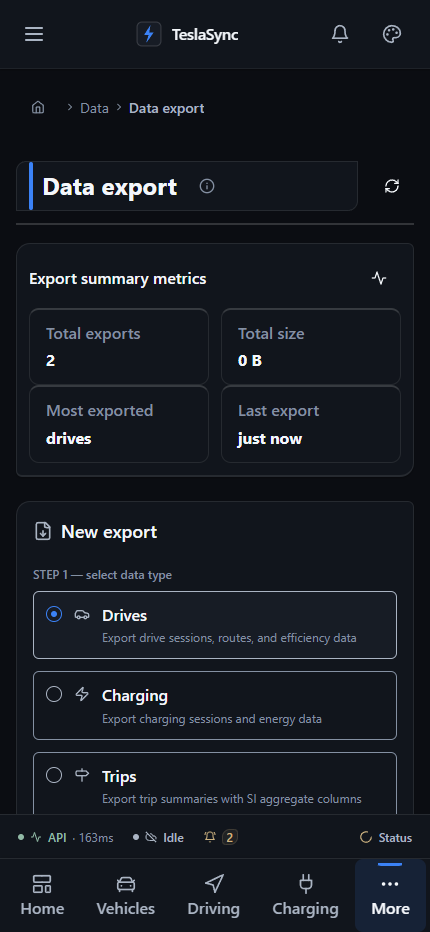 TeslaSync
Data
Data export
Data export
Export summary metrics
Total exports
2
Total size
0 B
Most exported
drives
Last export
just now
New export
STEP 1 — select data type
Drives
Export drive sessions, routes, and efficiency data
Charging
Export charging sessions and energy data
Trips
Export trip summaries with SI aggregate columns
API · 163ms
Idle
2
Status
Home
Vehicles
Driving
Charging
More